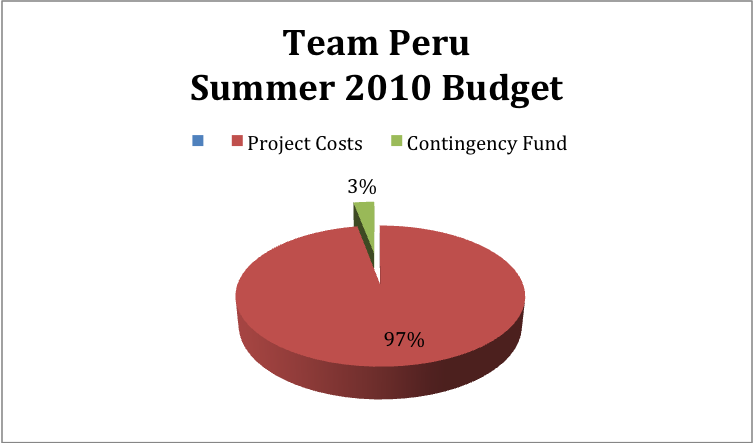 Team Peru
Summer 2010 Budget
Project Costs Contingency Fund
3%
97%